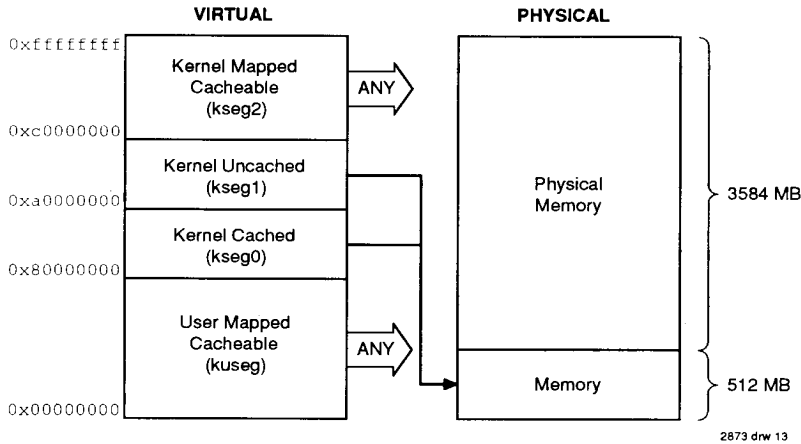 VIRTUAL
PHYSICAL
0xffffffff
Kernel Mapped
Cacheable
(kseg2)
ANY
0xc0000000
Kernel Uncached
(kseg1)
0xa0000000
Kernel Cached
(kseg0)
0x80000000
User Mapped
Cacheable
(kuseg)
ANY
0x00000000
Physical
Memory
3584 MB
Memory
512 MB
2873 drw 13